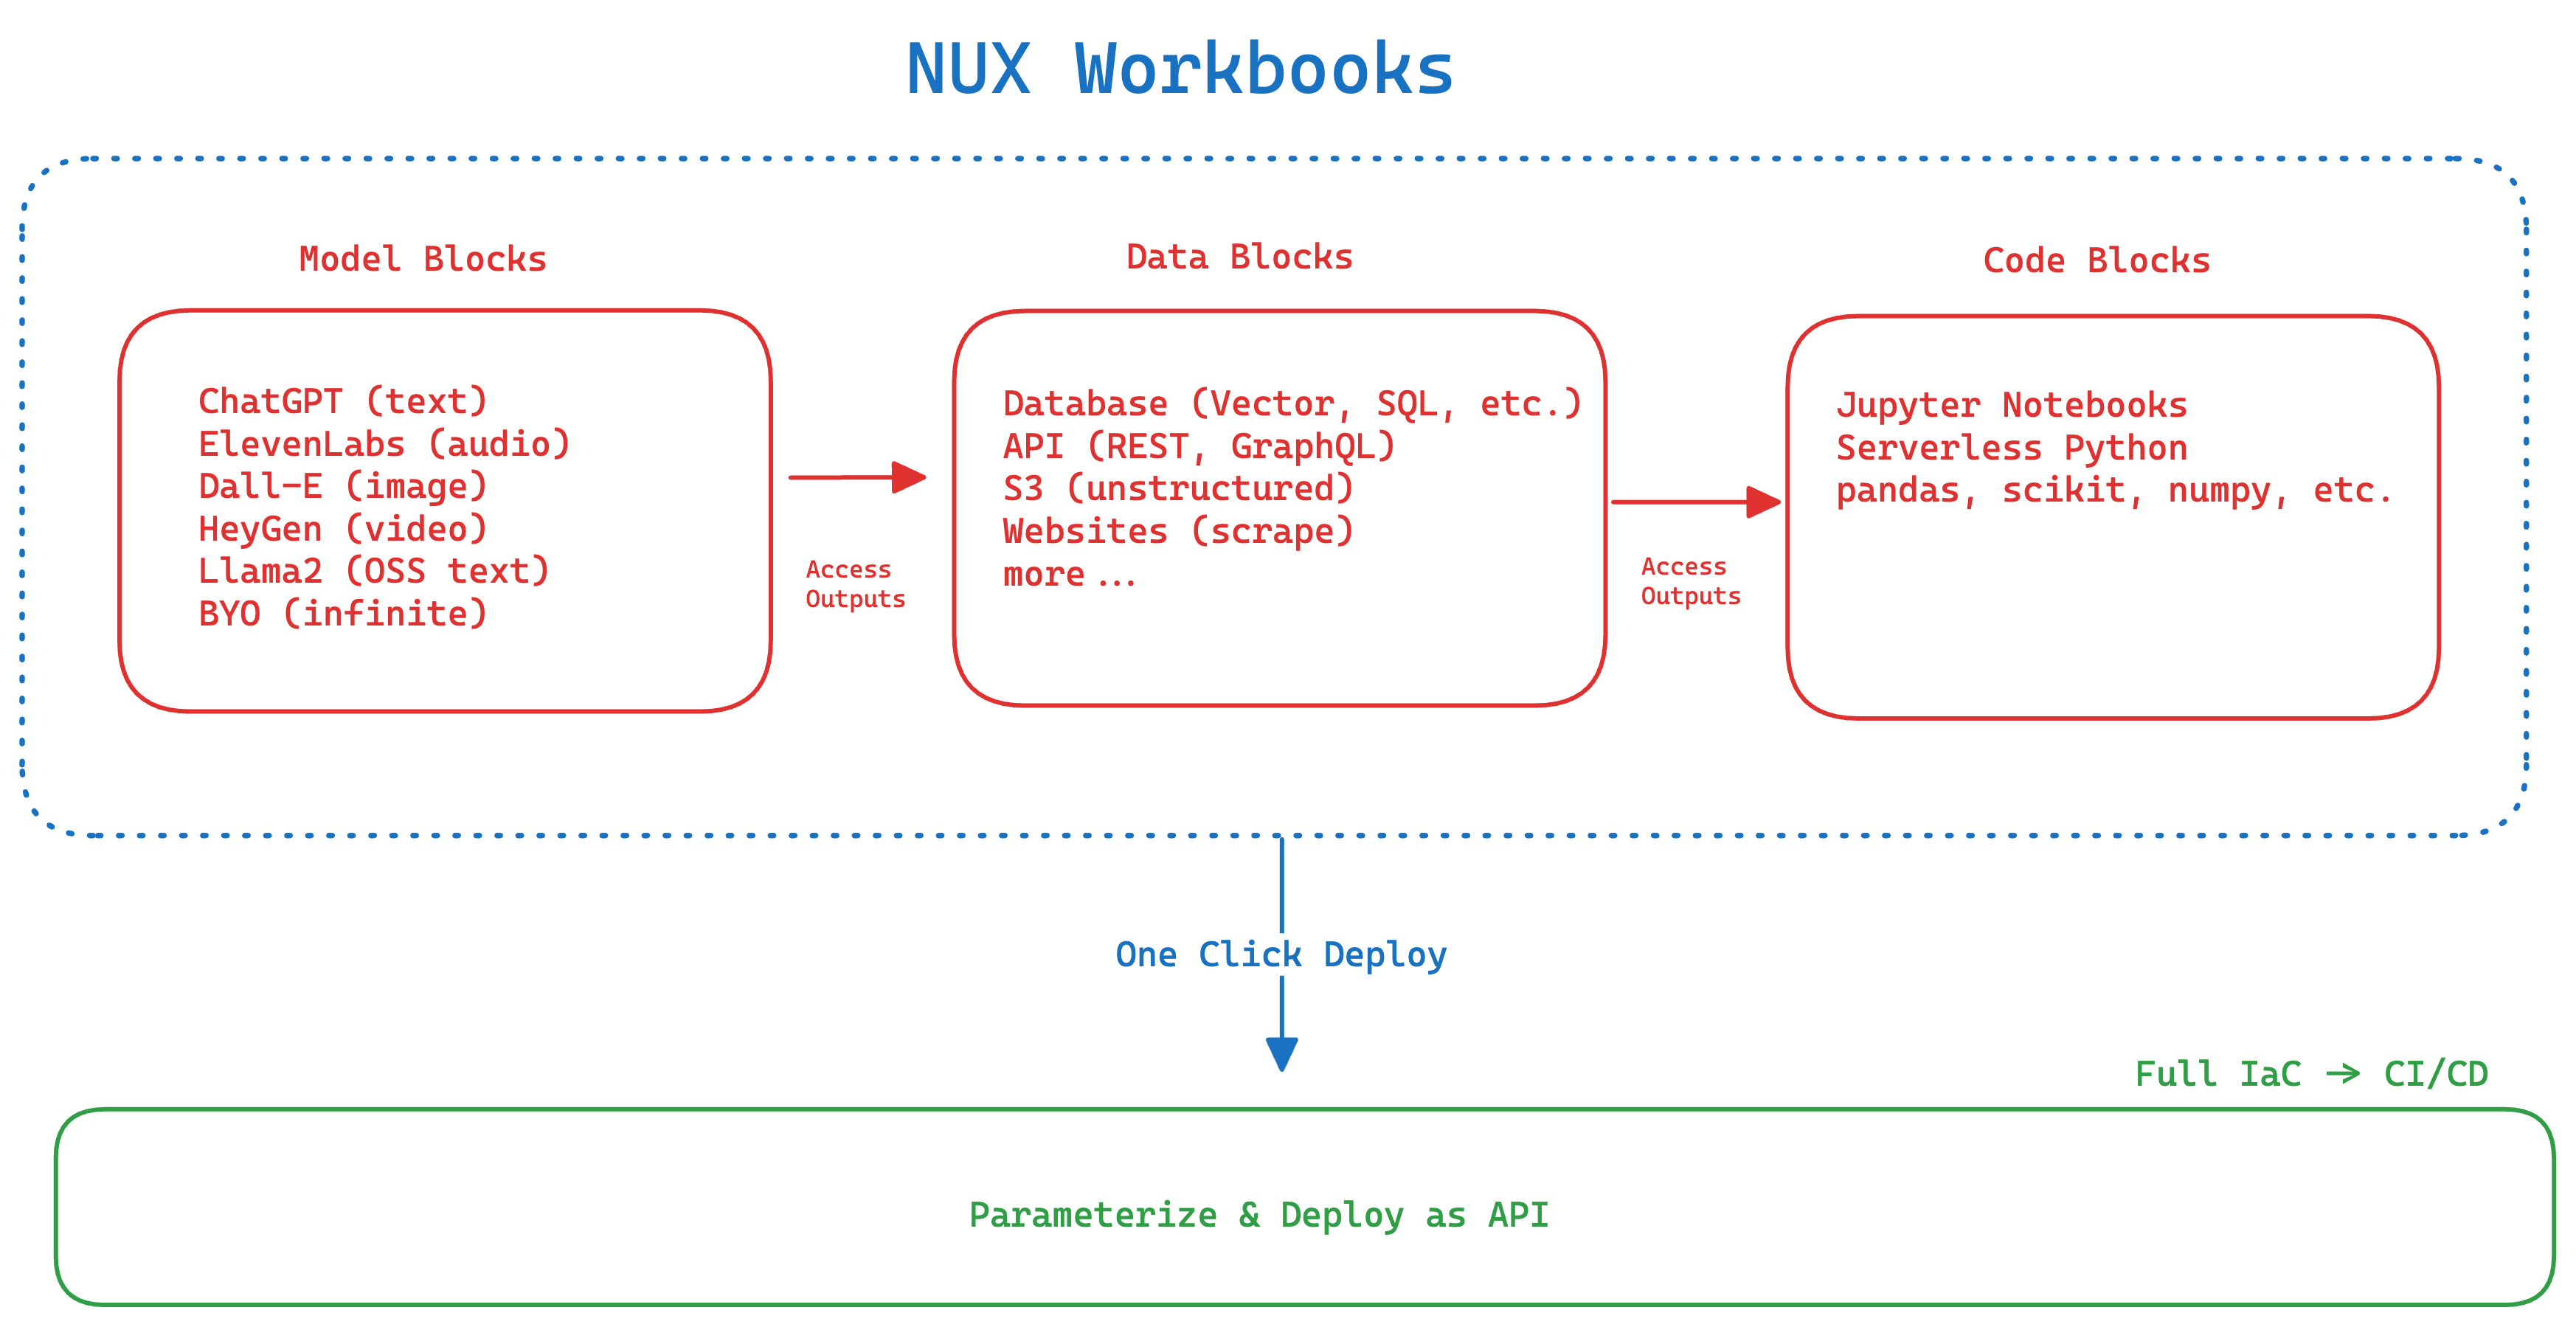 NUX Workbooks
Model Blocks
ChatGPT (text)
ElevenLabs (audio)
Dall-E (image)
HeyGen (video)
Llama2 (OSS text)
BYO (infinite)
Access
Outputs
Data Blocks
Database (Vector, SQL, etc.)
API (REST, GraphQL)
S3 (unstructured)
Websites (scrape)
more ...
Access
Outputs
Code Blocks
Jupyter Notebooks
Serverless Python
pandas, scikit, numpy, etc.
One Click Deploy
Full IaC → CI/CD
Parameterize & Deploy as API